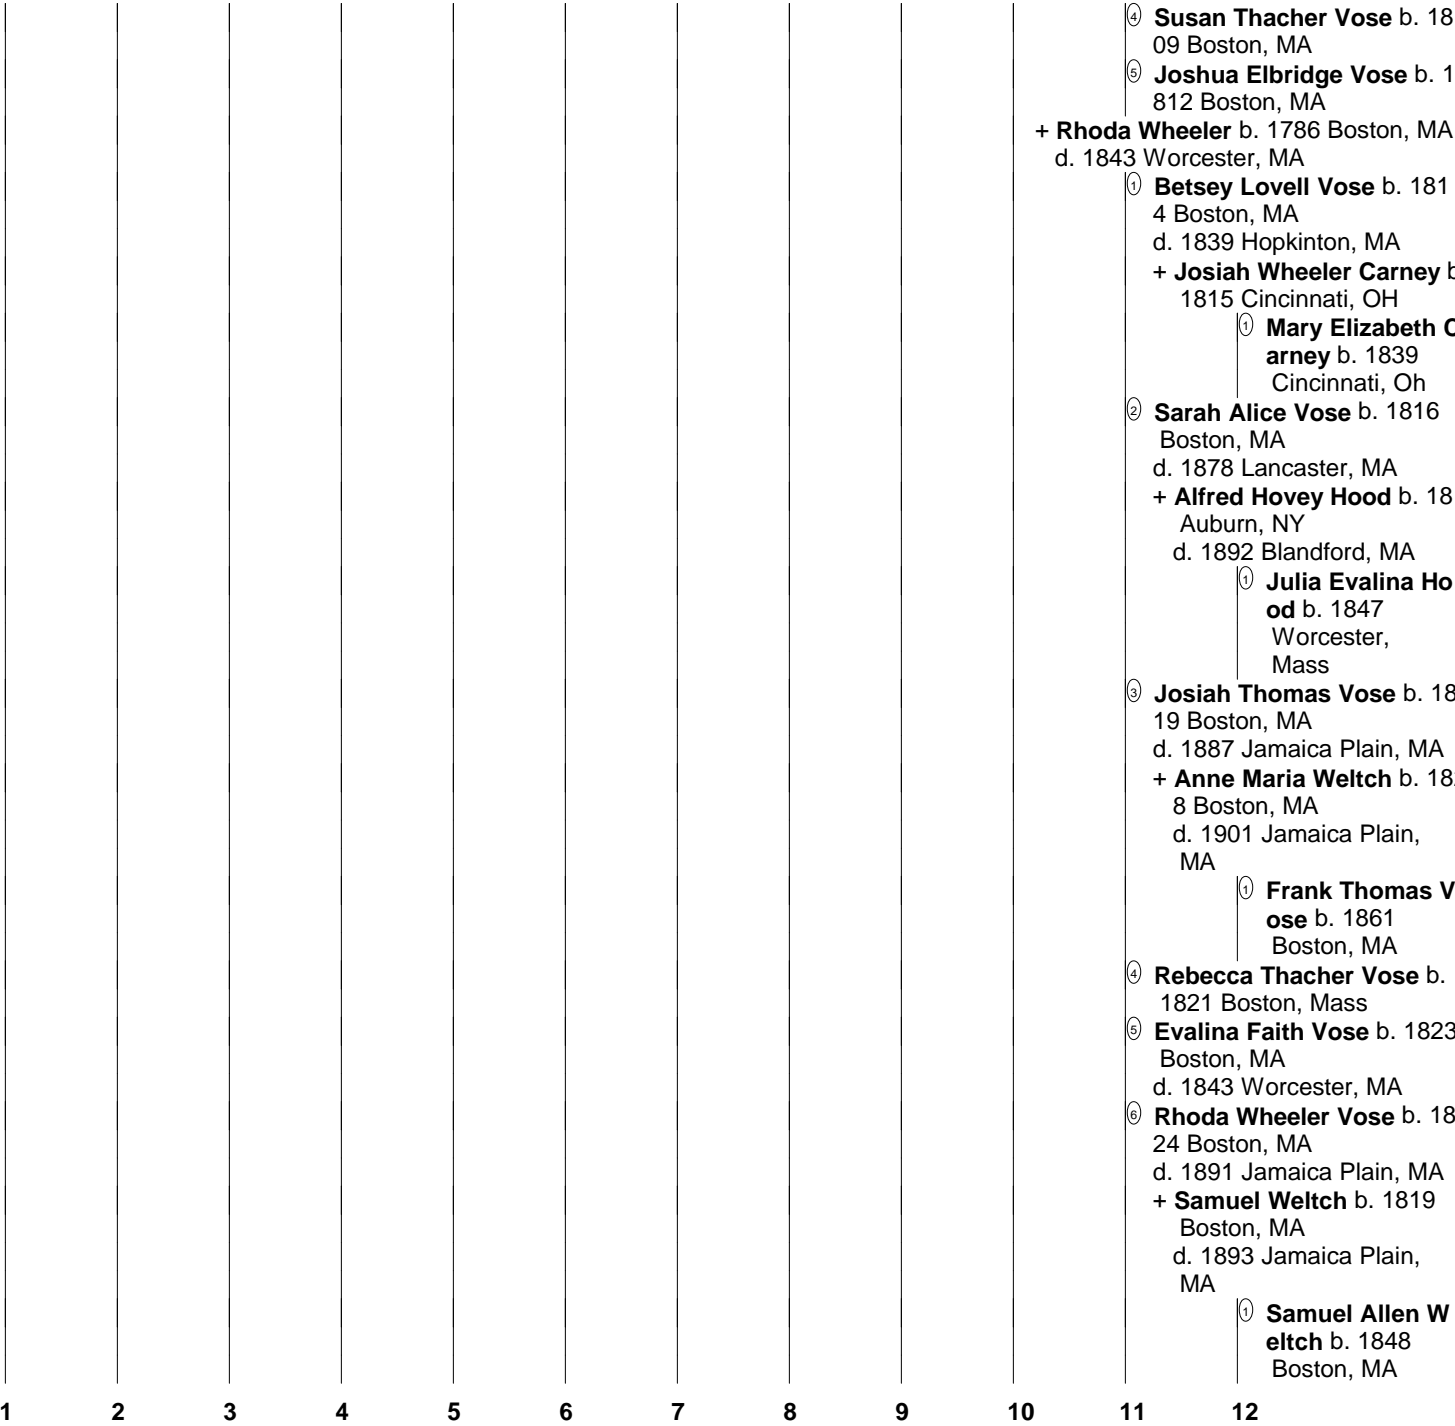 ④ Susan Thacher Vose b. 18
09 Boston, MA
⑤ Joshua Elbridge Vose b. 1
812 Boston, MA
+ Rhoda Wheeler b. 1786 Boston, MA
d. 1843 Worcester, MA
① Betsey Lovell Vose b. 181
4 Boston, MA
d. 1839 Hopkinton, MA
+ Josiah Wheeler Carney b
1815 Cincinnati, OH
① Mary Elizabeth C
arney b. 1839
Cincinnati, Oh
② Sarah Alice Vose b. 1816
Boston, MA
d. 1878 Lancaster, MA
+ Alfred Hovey Hood b. 18
Auburn, NY
d. 1892 Blandford, MA
① Julia Evalina Ho
od b. 1847
Worcester,
Mass
③ Josiah Thomas Vose b. 18
19 Boston, MA
d. 1887 Jamaica Plain, MA
+ Anne Maria Weltch b. 18
8 Boston, MA
d. 1901 Jamaica Plain,
MA
① Frank Thomas V
ose b. 1861
Boston, MA
④ Rebecca Thacher Vose b.
1821 Boston, Mass
⑤ Evalina Faith Vose b. 1823
Boston, MA
d. 1843 Worcester, MA
⑥ Rhoda Wheeler Vose b. 18
24 Boston, MA
d. 1891 Jamaica Plain, MA
+ Samuel Weltch b. 1819
Boston, MA
d. 1893 Jamaica Plain,
MA
① Samuel Allen W
eltch b. 1848
Boston, MA
1 2 3 4 5 6 7 8 9 10 11 12